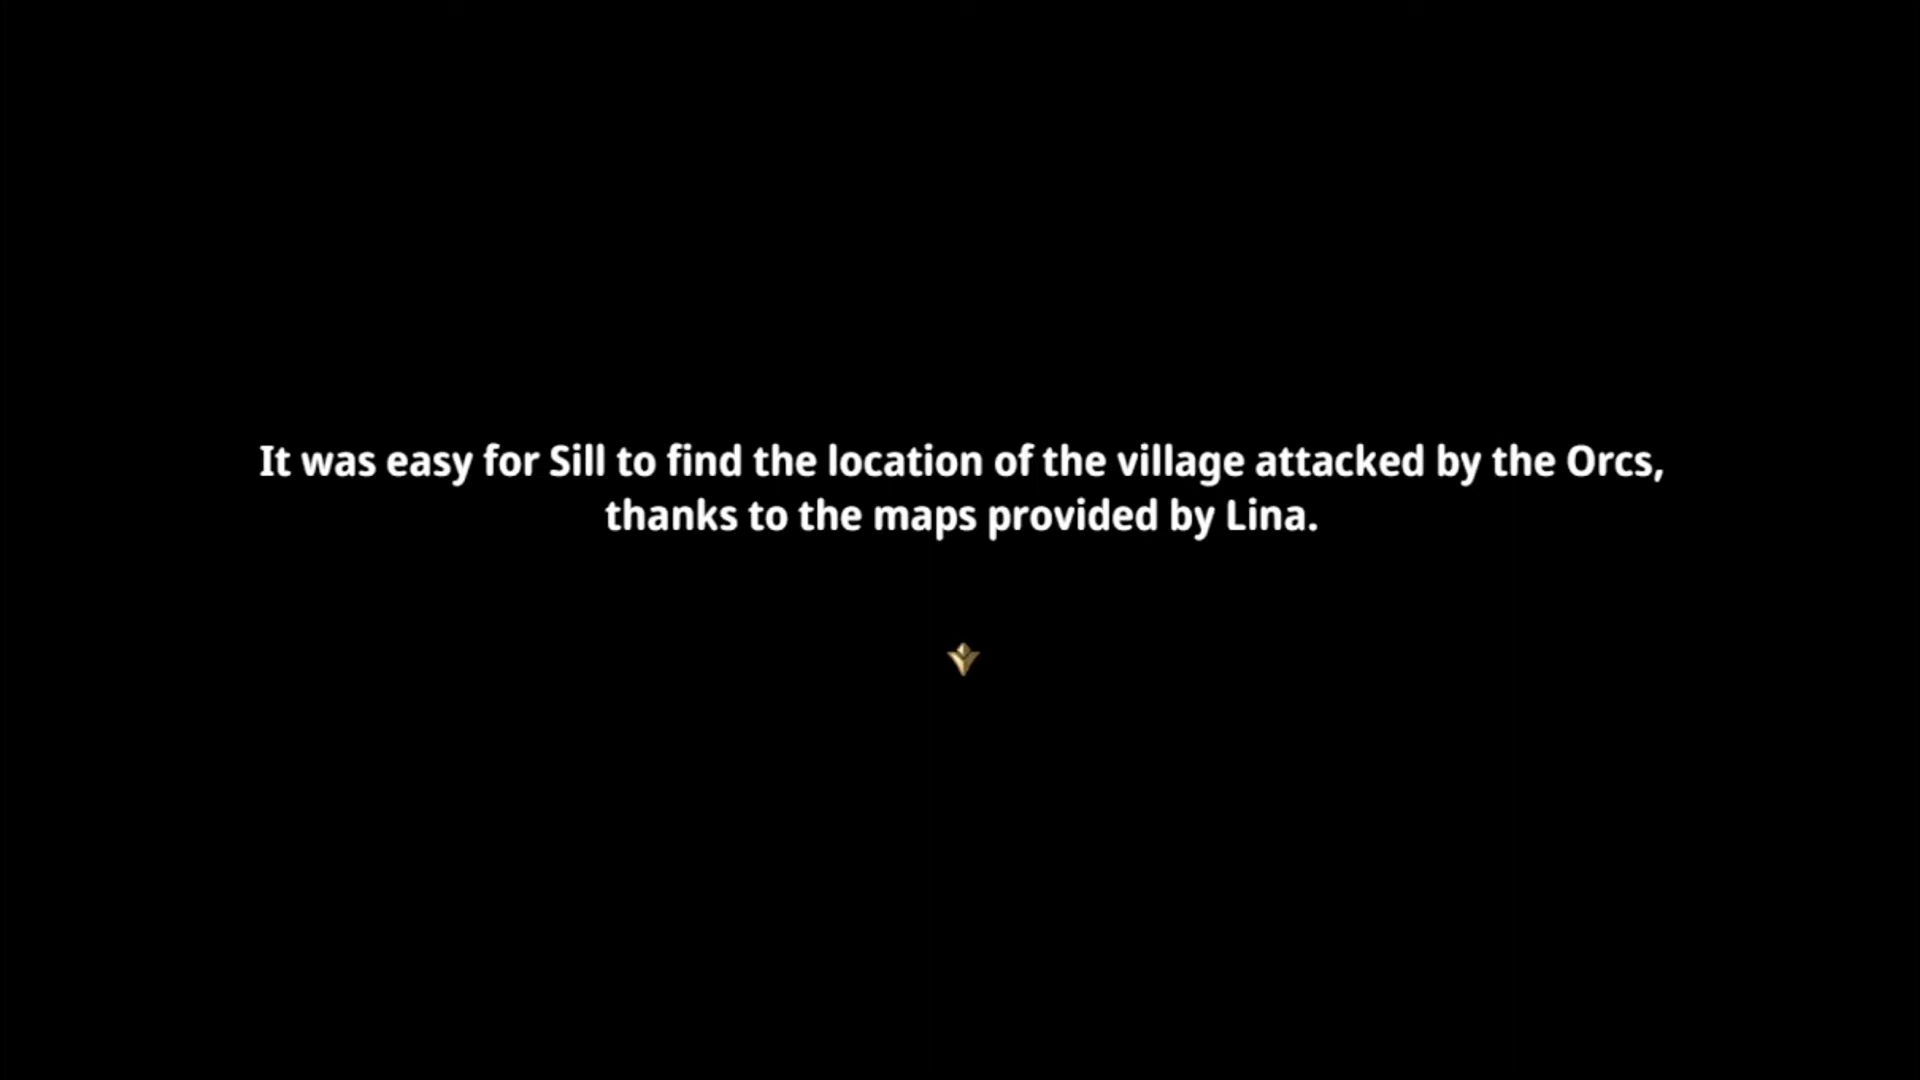 It was easy for Sill to find the location of the village attacked by the Orcs,
thanks to the maps provided by Lina.